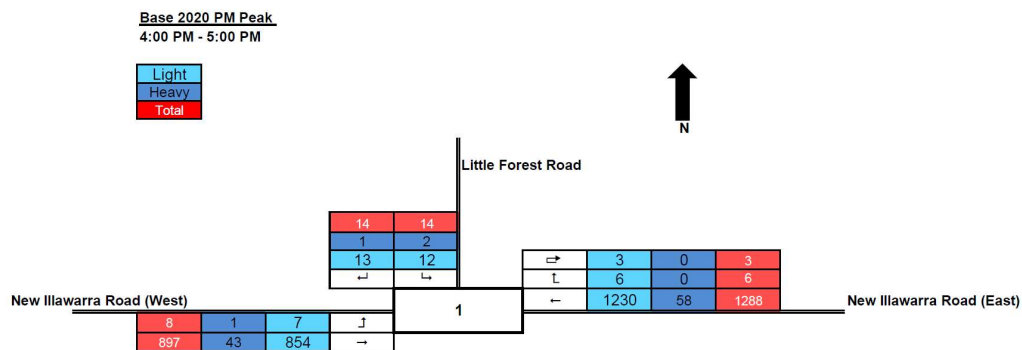 Base 2020 PM Peak
4:00 PM - 5:00 PM
Light
Heavy
Total
N
Little Forest Road
14 14
1 2
13 12
↵ ↳
⮆ 3 0 3
↰ 6 0 6
← 1230 58 1288
New Illawarra Road (West)
1
New Illawarra Road (East)
8 1 7 ⮥
897 43 854 →